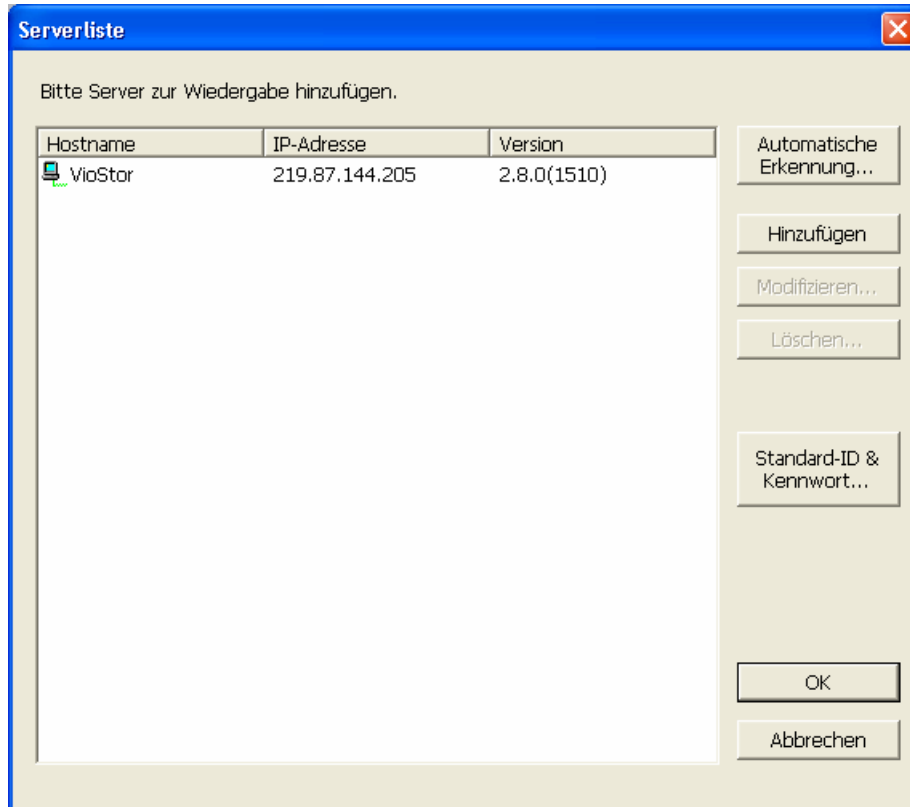 Serverliste
Bitte Server zur Wiedergabe hinzufügen.
Hostname IP-Adresse Version
VioStor 219.87.144.205 2.8.0(1510)
Automatische
Erkennung...
Hinzufügen
Modifizieren...
Löschen...
Standard-ID &
Kennwort...
OK
Abbrechen